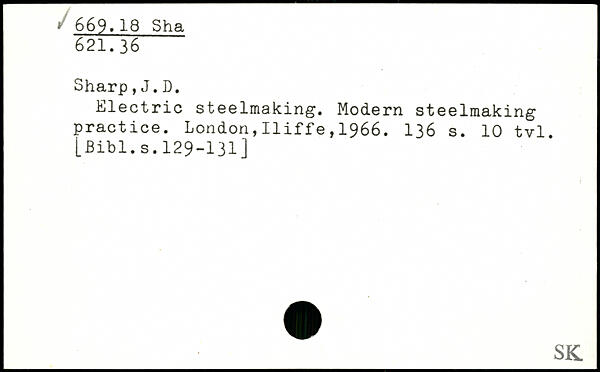 669.18 Sha
621.36
Sharp,J.D.
Electric steelmaking. Modern steelmaking
practice. London,Iliffe,1966. 136 s. 10 tvl.
[Bibl.s.129-131]
SK